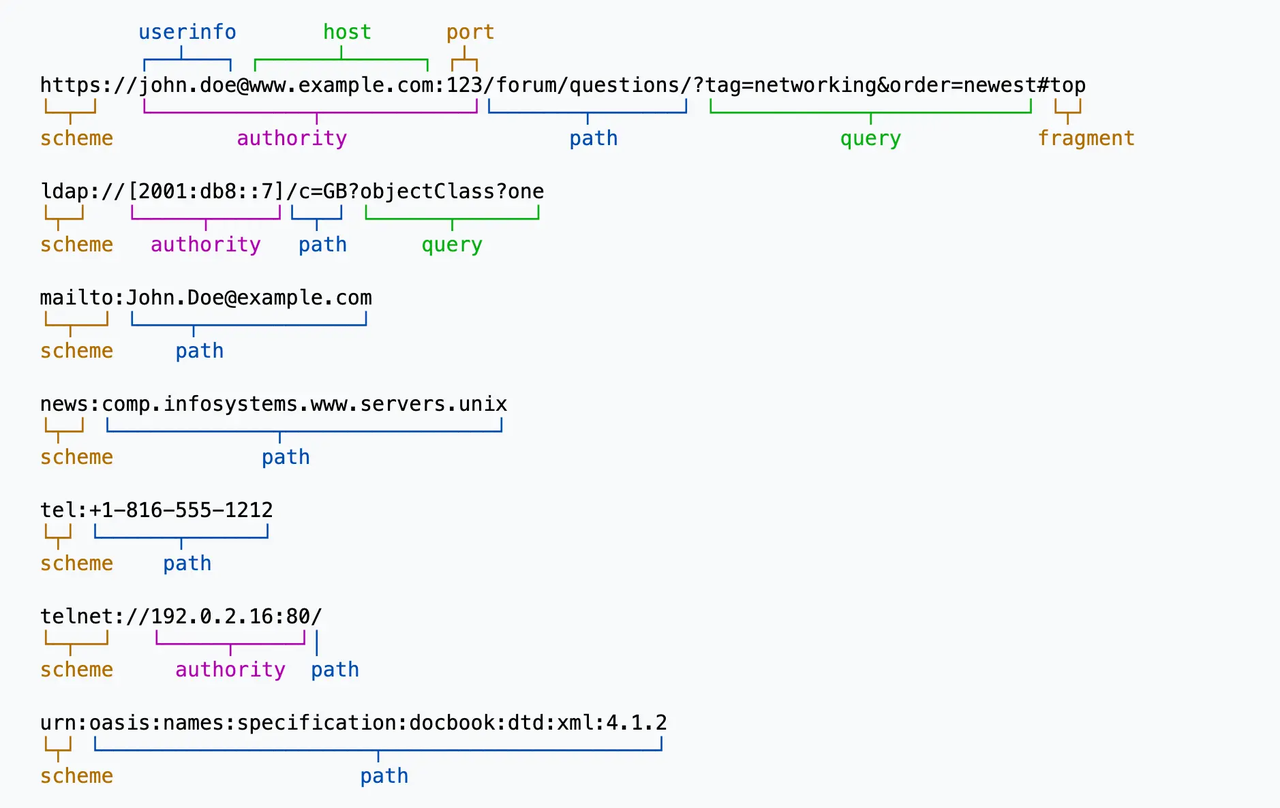 userinfo host port
https://john.doe@www.example.com:123/forum/questions/?tag=networking&order=newest#top
scheme authority path query fragment
ldap://[2001:db8::7]/c=GB?objectClass?one
scheme authority path query
mailto:John.Doe@example.com
scheme path
news:comp.infosystems.www.servers.unix
scheme path
tel:+1-816-555-1212
scheme path
telnet://192.0.2.16:80/
scheme authority path
urn:oasis:names:specification:docbook:dtd:xml:4.1.2
scheme path